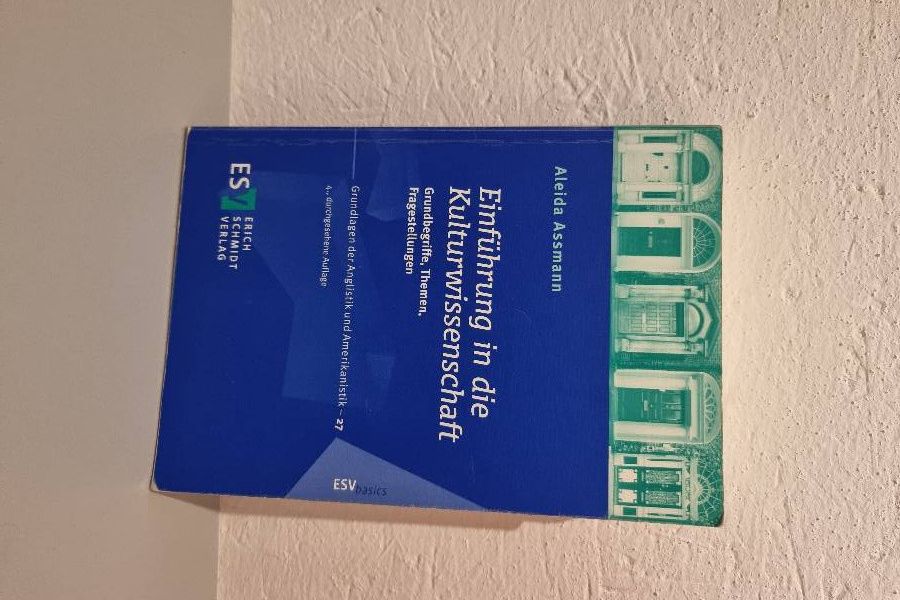 Aleida Assmann
Einführung in die
Kulturwissenschaft
Grundbegriffe, Themen,
Fragestellungen
Grundlagen der Anglistik und Amerikanistik – 27
4., durchgesehene Auflage
ESVbasics
ESV
ERICH
SCHMIDT
VERLAG